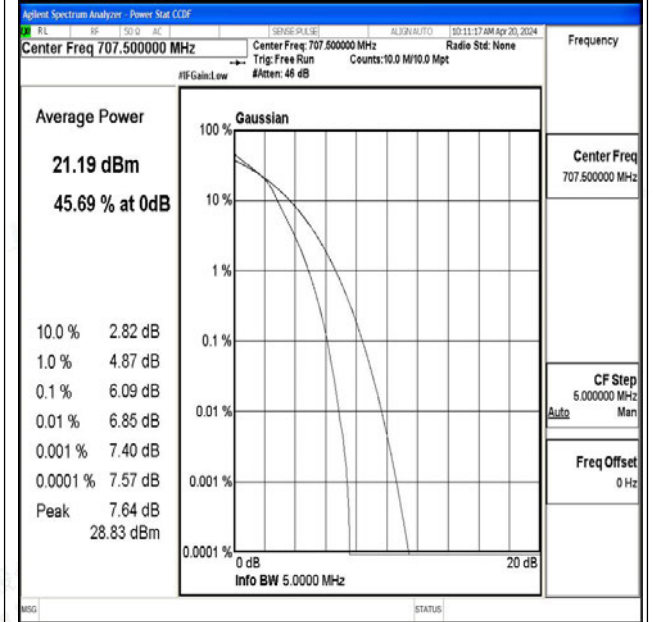 Agilent Spectrum Analyzer - Power Stat CCDF
RL RF 50 Ω AC SENSE:PULSE ALIGN AUTO 10:11:17 AM Apr 20, 2024
Center Freq 707.500000 MHz
Center Freq: 707.500000 MHz Radio Std: None
Trig: Free Run Counts:10.0 M/10.0 Mpt
#IFGain:Low #Atten: 46 dB
Frequency
Average Power
21.19 dBm
45.69 % at 0dB
10.0 % 2.82 dB
1.0 % 4.87 dB
0.1 % 6.09 dB
0.01 % 6.85 dB
0.001 % 7.40 dB
0.0001 % 7.57 dB
Peak 7.64 dB
28.83 dBm
Gaussian
100 %
10 %
1 %
0.1 %
0.01 %
0.001 %
0.0001 %
0 dB 20 dB
Info BW 5.0000 MHz
Center Freq
707.500000 MHz
CF Step
5.000000 MHz
Auto Man
Freq Offset
0 Hz
MSG STATUS